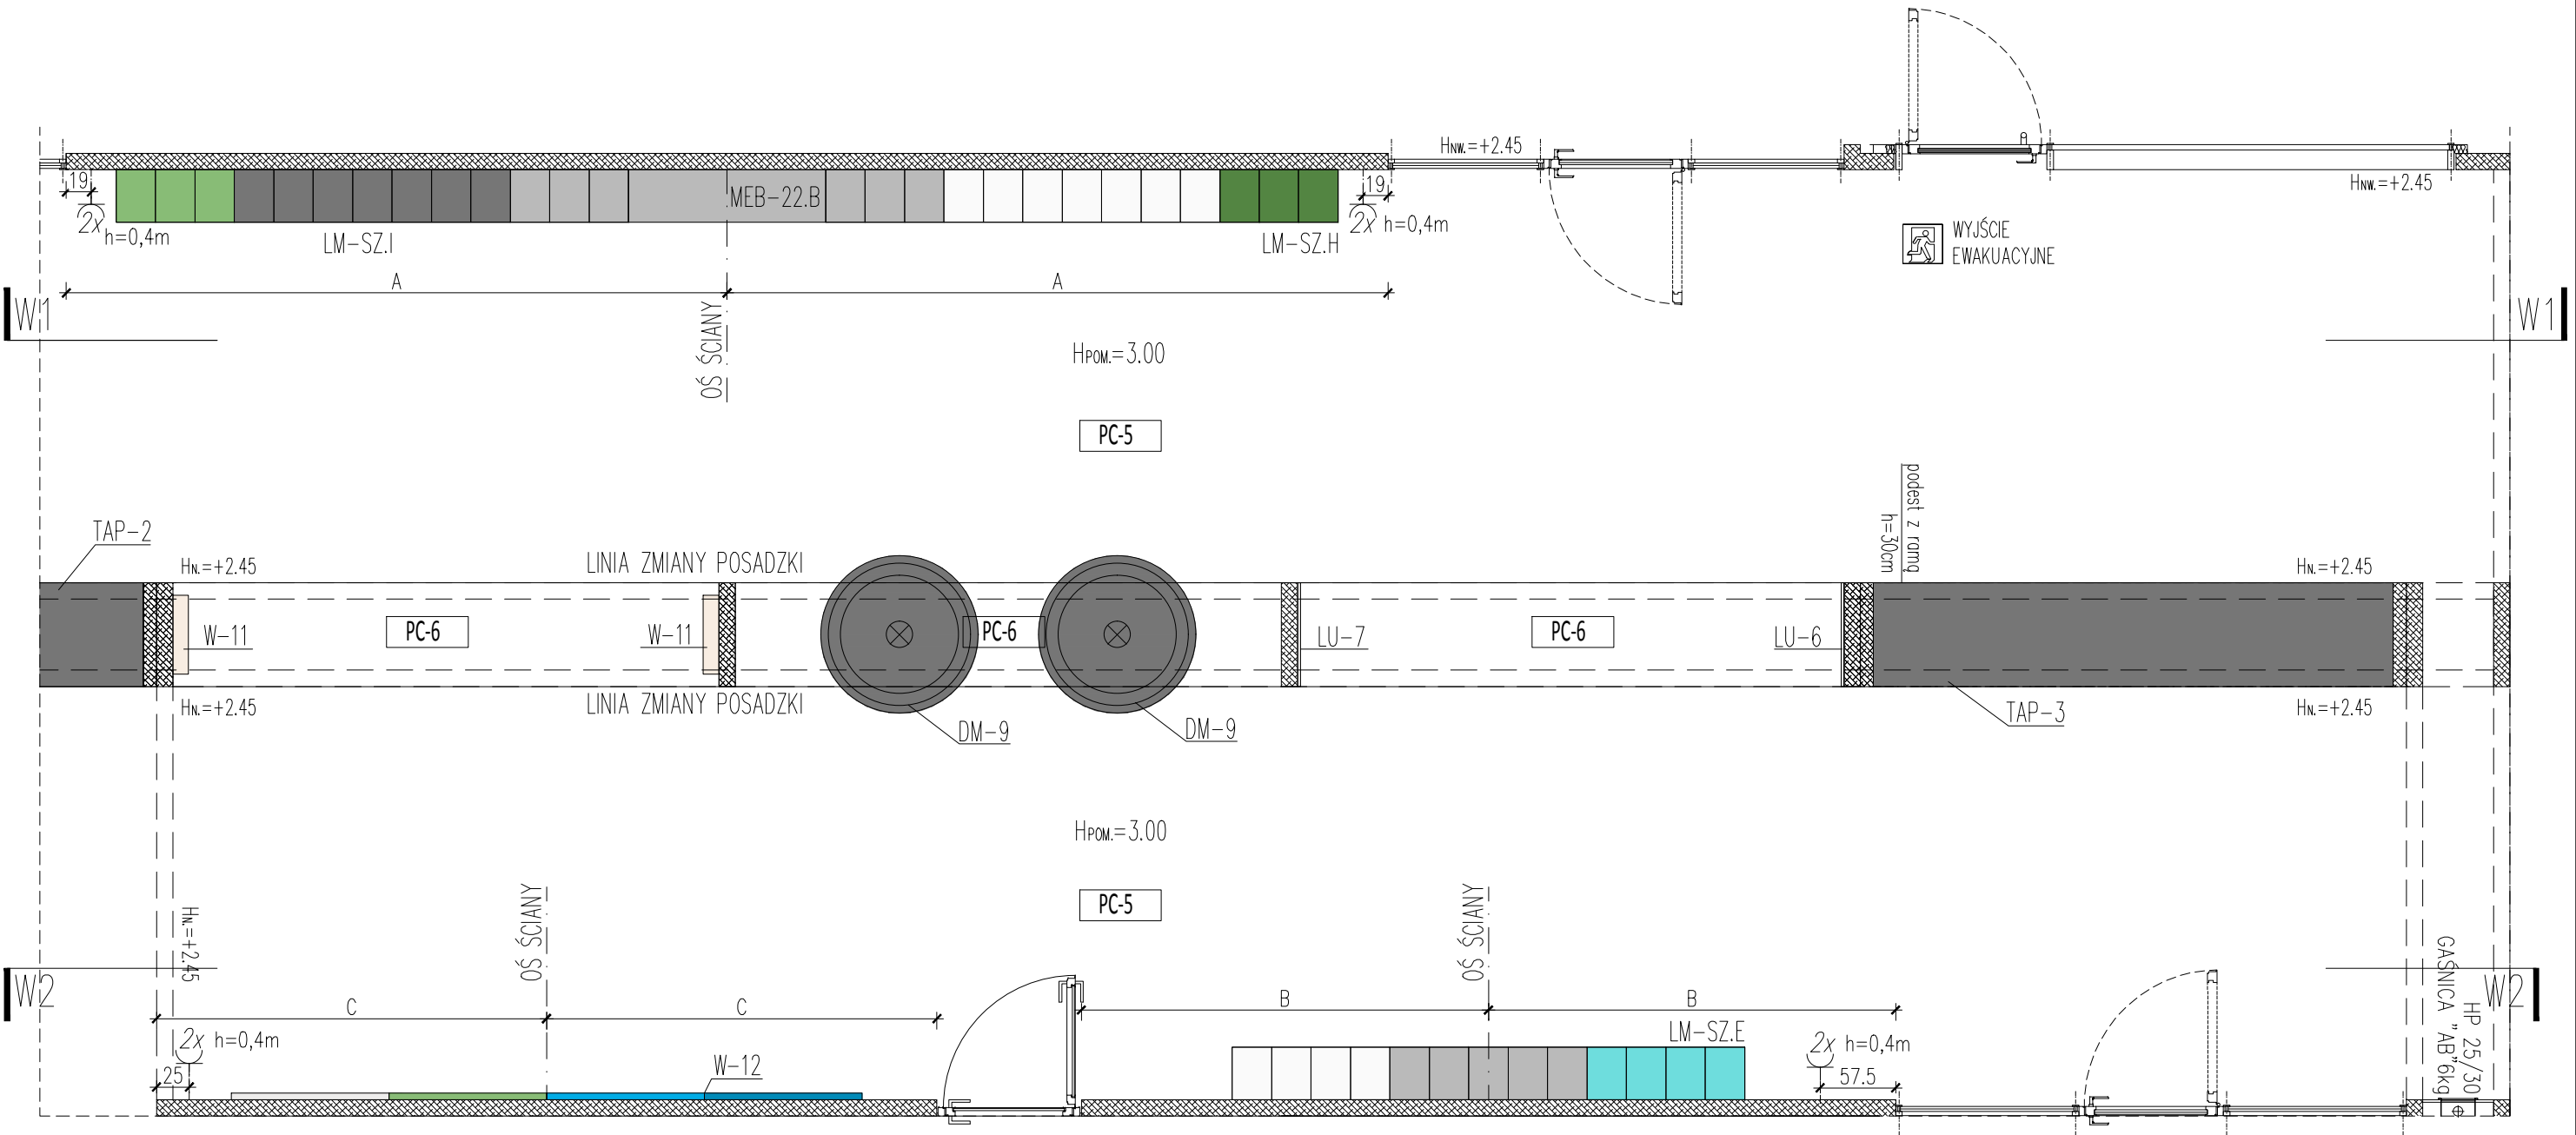 HNW.=+2.45
19
MEB-22.B
19
HNW.=+2.45
2x h=0,4m
LM-SZ.I
LM-SZ.H
2x h=0,4m
WYJŚCIE
EWAKUACYJNE
A
A
W1
W1
OŚ ŚCIANY
HPOM.=3.00
PC-5
podest z ramą
h=30cm
TAP-2
HN.=+2.45
LINIA ZMIANY POSADZKI
HN.=+2.45
W-11
PC-6
W-11
PC-6
LU-7
PC-6
LU-6
HN.=+2.45
LINIA ZMIANY POSADZKI
DM-9
DM-9
TAP-3
HN.=+2.45
HPOM.=3.00
PC-5
HN.=+2.45
OŚ ŚCIANY
OŚ ŚCIANY
GAŚNICA "AB"6kg
HP 25/30
W2
W2
C
C
B
B
2x h=0,4m
LM-SZ.E
2x h=0,4m
25
W-12
57.5